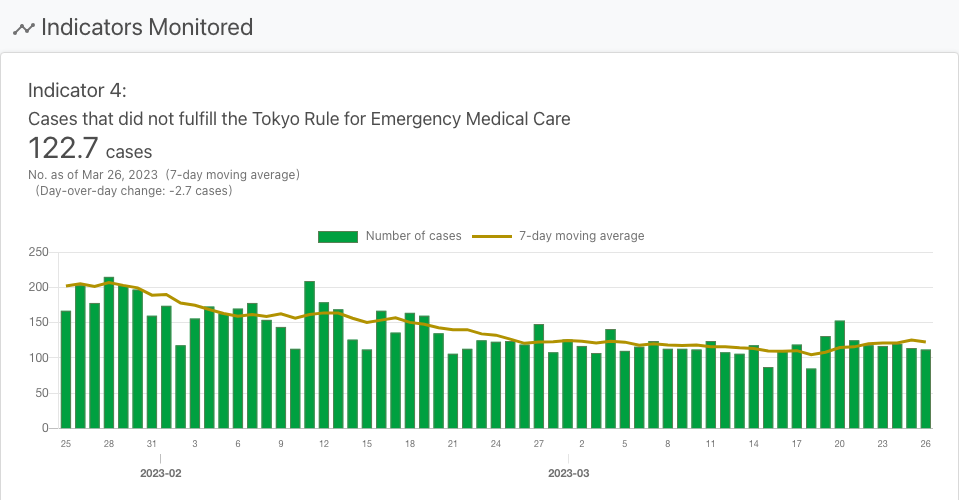 Indicators Monitored
Indicator 4:
Cases that did not fulfill the Tokyo Rule for Emergency Medical Care
122.7 cases
No. as of Mar 26, 2023 (7-day moving average)
(Day-over-day change: -2.7 cases)
Number of cases 7-day moving average
250
200
150
100
50
0
25 28 31 3 6 9 12 15 18 21 24 27 2 5 8 11 14 17 20 23 26
2023-02 2023-03